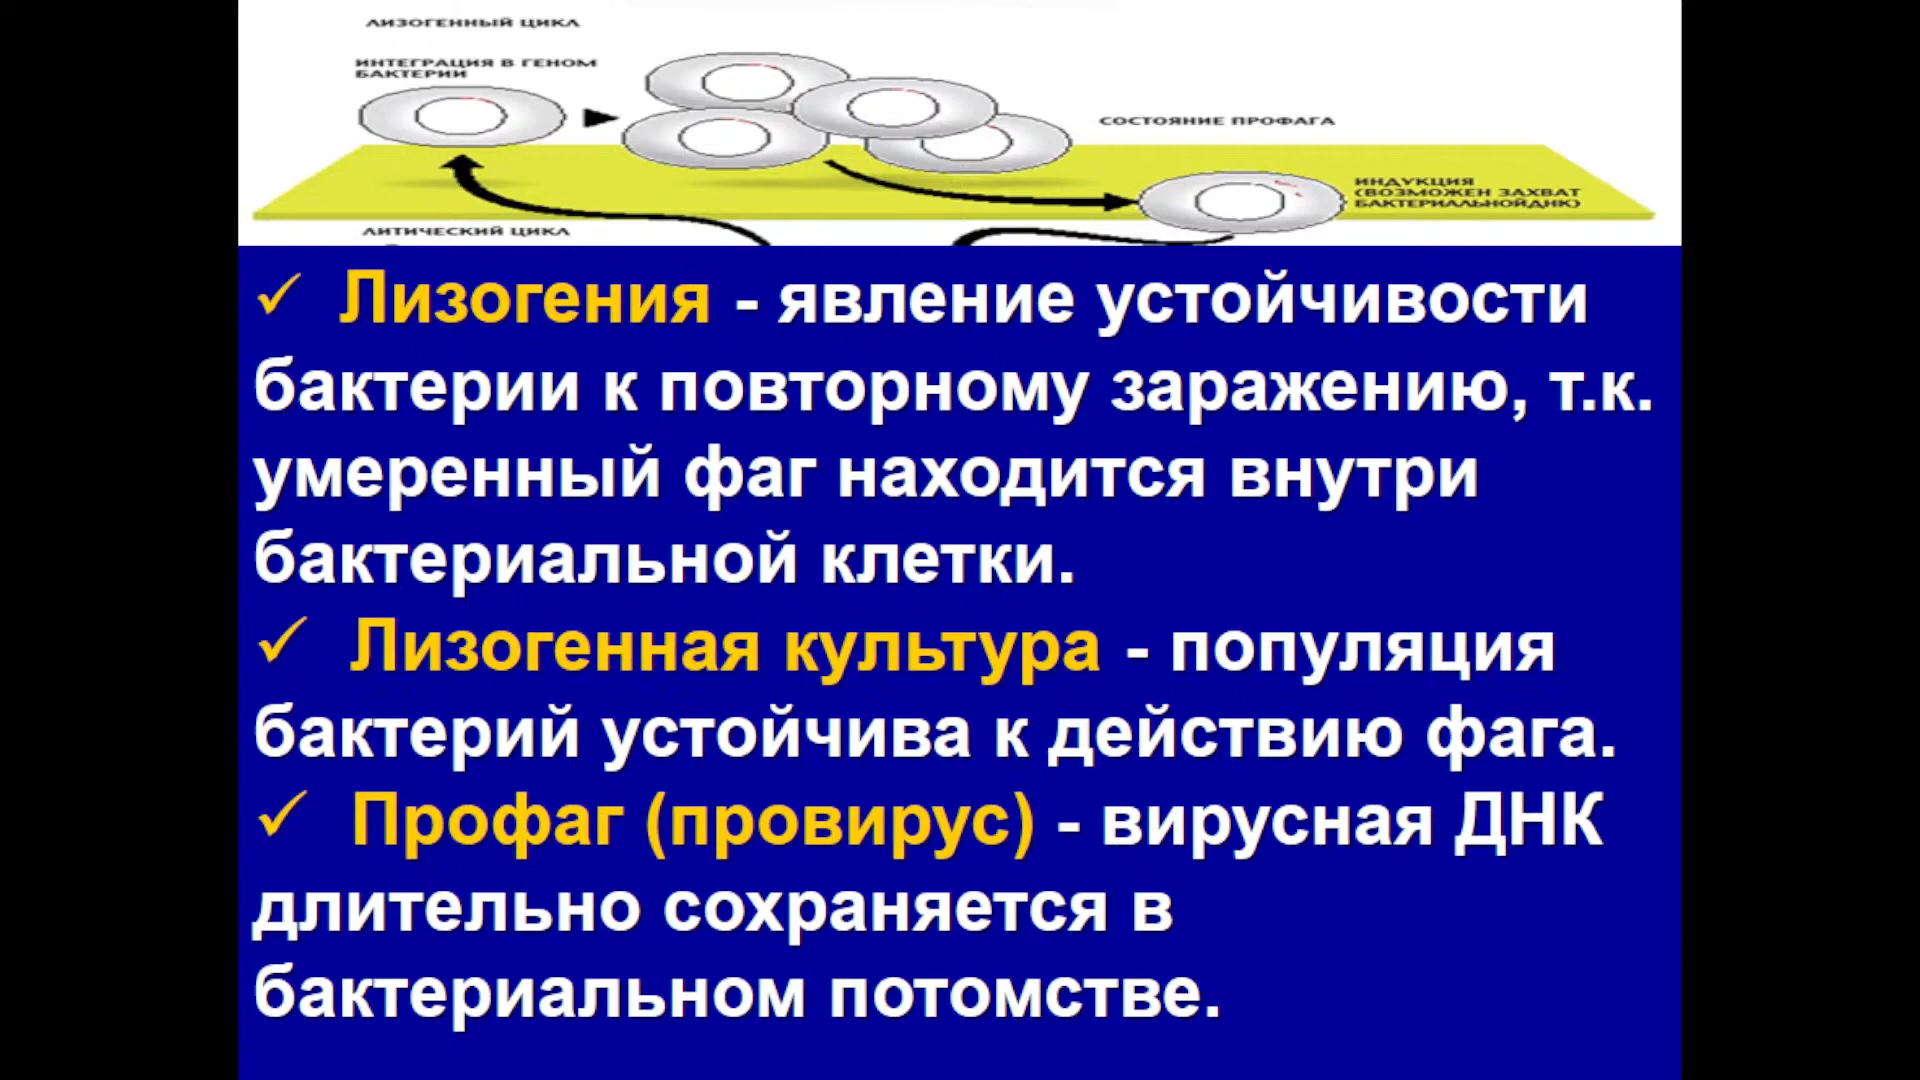 ЛИЗОГЕННЫЙ ЦИКЛ
ИНТЕГРАЦИЯ В ГЕНОМ
БАКТЕРИИ
СОСТОЯНИЕ ПРОФАГА
ИНДУКЦИЯ
(ВОЗМОЖЕН ЗАХВАТ
БАКТЕРИАЛЬНОЙДНК)
ЛИТИЧЕСКИЙ ЦИКЛ
✓ Лизогения - явление устойчивости
бактерии к повторному заражению, т.к.
умеренный фаг находится внутри
бактериальной клетки.
✓ Лизогенная культура - популяция
бактерий устойчива к действию фага.
✓ Профаг (провирус) - вирусная ДНК
длительно сохраняется в
бактериальном потомстве.